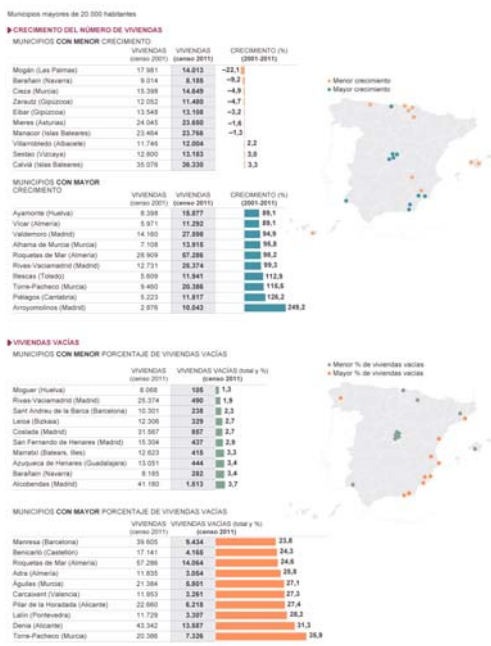 Municipios mayores de 20.000 habitantes
CRECIMIENTO DEL NÚMERO DE VIVIENDAS
MUNICIPIOS CON MENOR CRECIMIENTO
VIVIENDAS (censo 2001) VIVIENDAS (censo 2011) CRECIMIENTO (%) (2001-2011)
Mogán (Las Palmas) 17.981 14.013 –22,1
Barañain (Navarra) 9.014 8.185 –9,2
Cieza (Murcia) 15.398 14.649 –4,9
Zarautz (Gipúzcoa) 12.052 11.480 –4,7
Eibar (Gipúzcoa) 13.548 13.108 –3,2
Mieres (Asturias) 24.045 23.650 –1,6
Manacor (Islas Baleares) 23.464 23.766 –1,3
Villarrobledo (Albacete) 11.746 12.004 2,2
Sestao (Vizcaya) 12.800 13.183 3,0
Calviá (Islas Baleares) 35.076 36.330 3,3
Menor crecimiento
Mayor crecimiento
MUNICIPIOS CON MAYOR
CRECIMIENTO
VIVIENDAS (censo 2001) VIVIENDAS (censo 2011) CRECIMIENTO (%) (2001-2011)
Ayamonte (Huelva) 8.398 15.877 89,1
Vícar (Almería) 5.971 11.292 89,1
Valdemoro (Madrid) 14.160 27.598 94,9
Alhama de Murcia (Murcia) 7.108 13.915 95,8
Roquetas de Mar (Almería) 28.909 57.286 98,2
Rivas-Vaciamadrid (Madrid) 12.731 25.374 99,3
Illescas (Toledo) 5.609 11.941 112,9
Torre-Pacheco (Murcia) 9.460 20.386 115,5
Piélagos (Cantabria) 5.223 11.817 126,2
Arroyomolinos (Madrid) 2.876 10.043 249,2
VIVIENDAS VACÍAS
MUNICIPIOS CON MENOR PORCENTAJE DE VIVIENDAS VACÍAS
VIVIENDAS (censo 2011) VIVIENDAS VACÍAS (total y %) (censo 2011)
Moguer (Huelva) 8.066 105 1,3
Rivas-Vaciamadrid (Madrid) 25.374 490 1,9
Sant Andreu de la Barca (Barcelona) 10.301 238 2,3
Leioa (Bizkaia) 12.306 329 2,7
Coslada (Madrid) 31.567 857 2,7
San Fernando de Henares (Madrid) 15.304 437 2,9
Marratxí (Balears, Illes) 12.623 415 3,3
Azuqueca de Henares (Guadalajara) 13.051 444 3,4
Barañain (Navarra) 8.185 282 3,4
Alcobendas (Madrid) 41.180 1.513 3,7
Menor % de viviendas vacías
Mayor % de viviendas vacías
MUNICIPIOS CON MAYOR PORCENTAJE DE VIVIENDAS VACÍAS
VIVIENDAS (censo 2011) VIVIENDAS VACÍAS (total y %) (censo 2011)
Manresa (Barcelona) 39.605 9.434 23,8
Benicarló (Castellón) 17.141 4.165 24,3
Roquetas de Mar (Almería) 57.286 14.064 24,6
Adra (Almería) 11.835 3.054 25,8
Águilas (Murcia) 21.384 5.801 27,1
Carcaixent (Valencia) 11.953 3.261 27,3
Pilar de la Horadada (Alicante) 22.660 6.218 27,4
Lalín (Pontevedra) 11.729 3.307 28,2
Denia (Alicante) 43.342 13.587 31,3
Torre-Pacheco (Murcia) 20.386 7.326 35,9